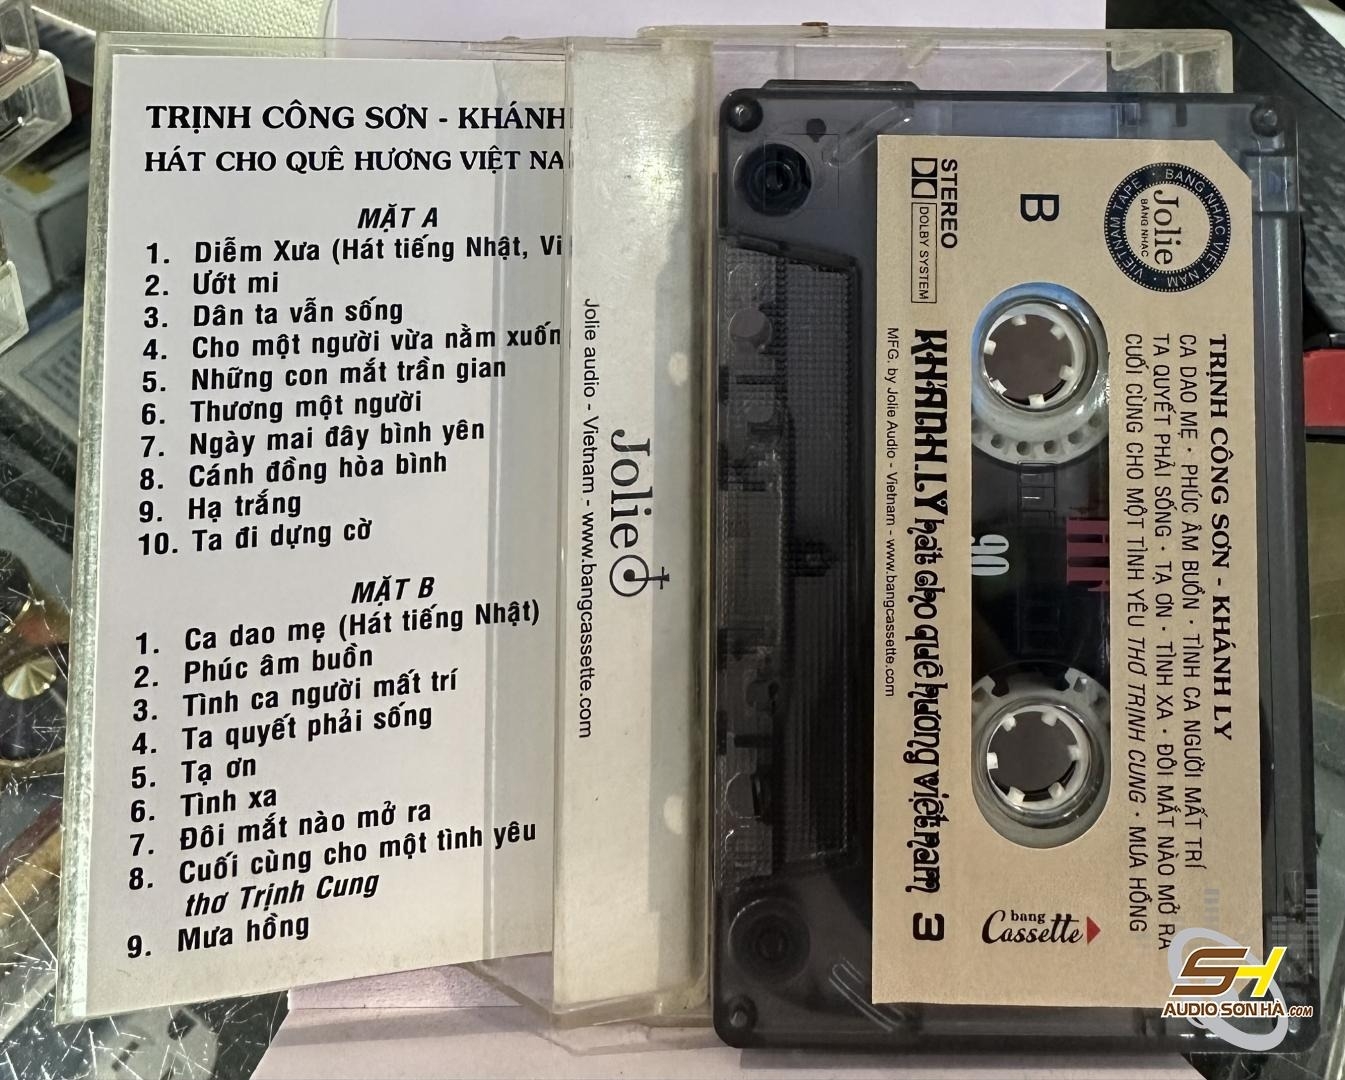 TRỊNH CÔNG SƠN - KHÁNH
HÁT CHO QUÊ HƯƠNG VIỆT NA
MẶT A
1. Diễm Xưa (Hát tiếng Nhật, Vi
2. Ướt mi
3. Dân ta vẫn sống
4. Cho một người vừa nằm xuốn
5. Những con mắt trần gian
6. Thương một người
7. Ngày mai đây bình yên
8. Cánh đồng hòa bình
9. Hạ trắng
10. Ta đi dựng cờ
MẶT B
1. Ca dao mẹ (Hát tiếng Nhật)
2. Phúc âm buồn
3. Tình ca người mất trí
4. Ta quyết phải sống
5. Tạ ơn
6. Tình xa
7. Đôi mắt nào mở ra
8. Cuối cùng cho một tình yêu
thơ Trịnh Cung
9. Mưa hồng
Jolie
Jolie audio - Vietnam - www.bangcassette.com
BĂNG NHẠC VIỆT NAM · VIETNAM TAPE ·
Jolie
BĂNG NHẠC
B
STEREO
DOLBY SYSTEM
TRỊNH CÔNG SƠN - KHÁNH LY
CA DAO MẸ · PHÚC ÂM BUỒN · TÌNH CA NGƯỜI MẤT TRÍ
TA QUYẾT PHẢI SỐNG · TẠ ƠN · TÌNH XA · ĐÔI MẮT NÀO MỞ RA
CUỐI CÙNG CHO MỘT TÌNH YÊU THƠ TRỊNH CUNG · MƯA HỒNG
90
KHÁNH LY hát cho quê hương việt nam 3
MFG. by Jolie Audio - Vietnam - www.bangcassette.com
bang
Cassette
SH
AUDIO SƠN HÀ.COM